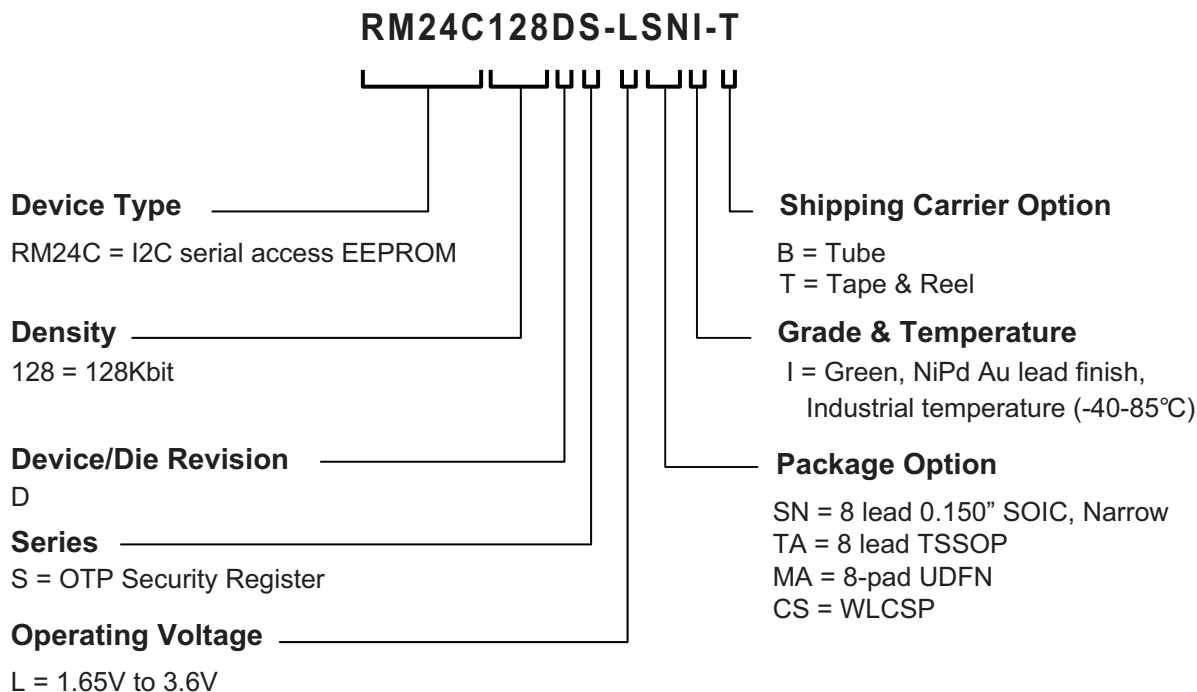 RM24C128DS-LSNI-T
Device Type
RM24C = I2C serial access EEPROM
Density
128 = 128Kbit
Device/Die Revision
D
Series
S = OTP Security Register
Operating Voltage
L = 1.65V to 3.6V
Shipping Carrier Option
B = Tube
T = Tape & Reel
Grade & Temperature
I = Green, NiPd Au lead finish,
Industrial temperature (-40-85℃)
Package Option
SN = 8 lead 0.150” SOIC, Narrow
TA = 8 lead TSSOP
MA = 8-pad UDFN
CS = WLCSP